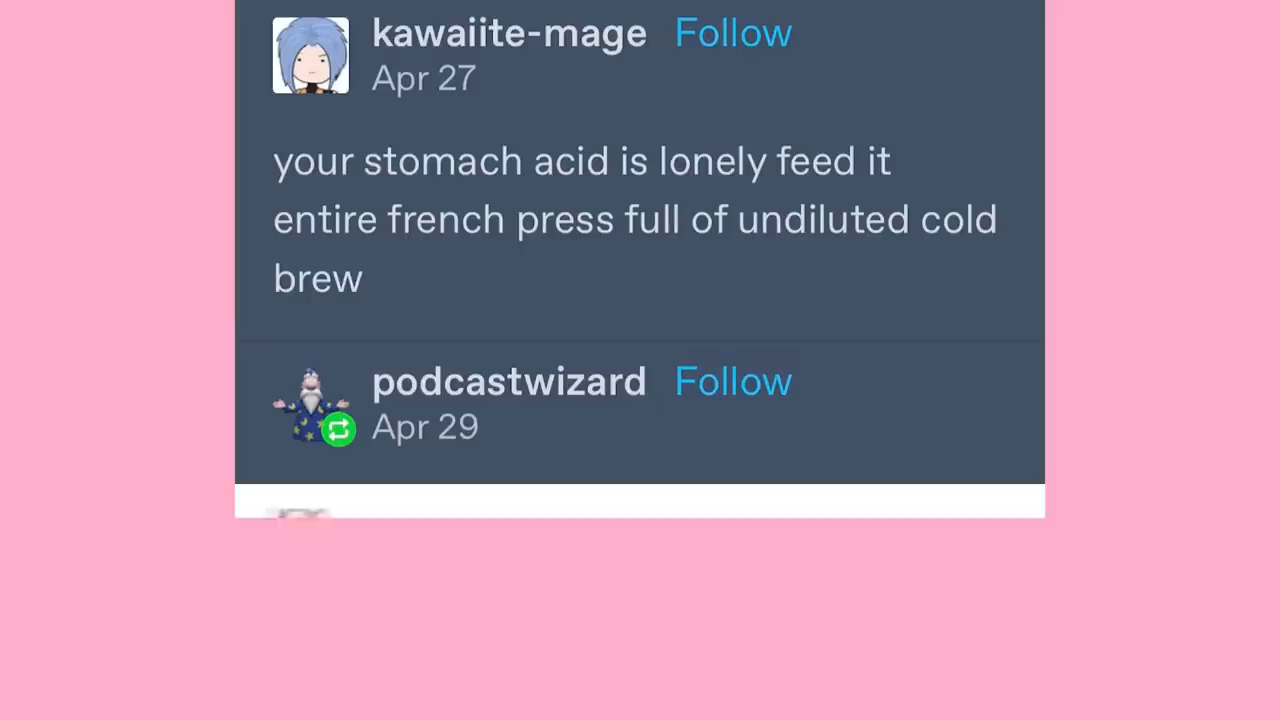 kawaiite-mage Follow
Apr 27
your stomach acid is lonely feed it
entire french press full of undiluted cold
brew
podcastwizard Follow
Apr 29